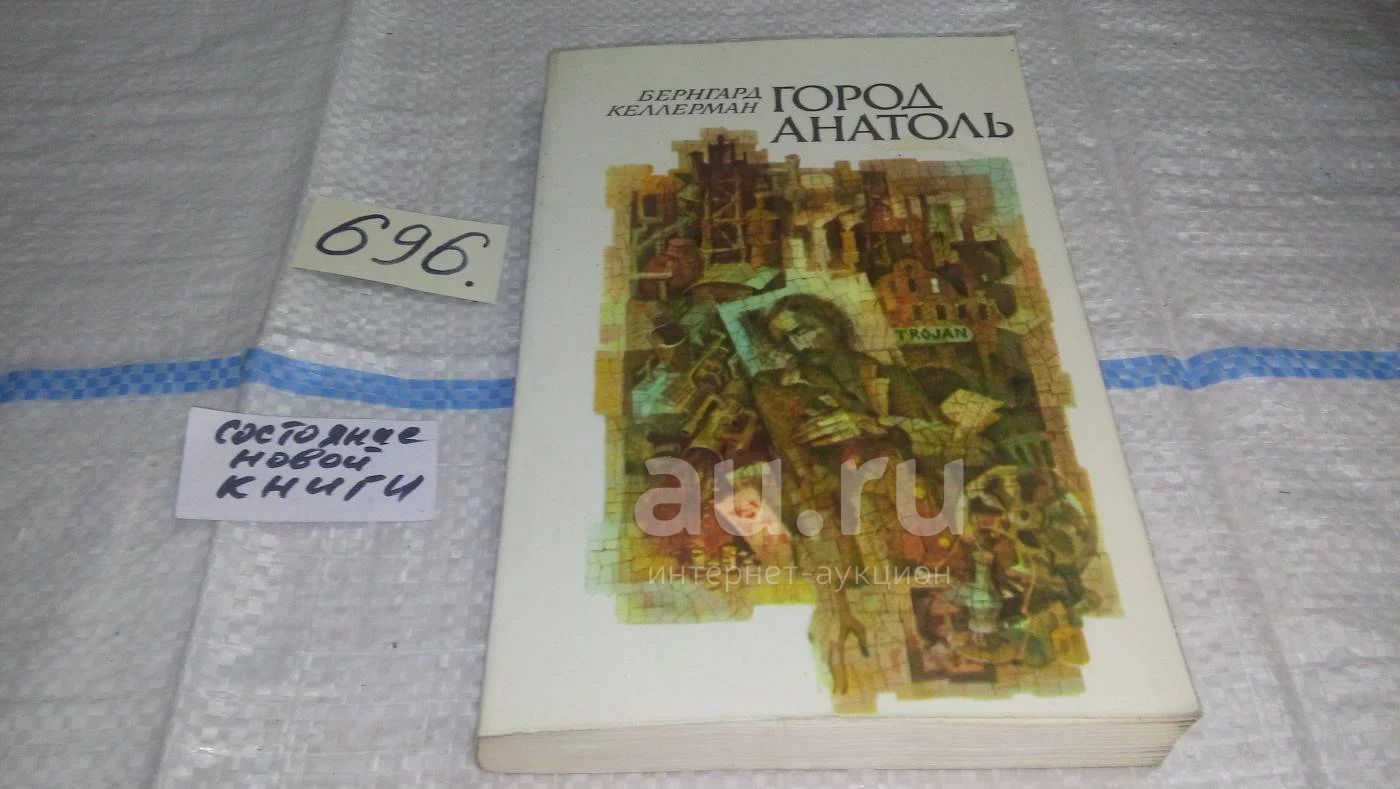 БЕРНГАРД
КЕЛЛЕРМАН
ГОРОД
АНАТОЛЬ
TROJAN
696.
состояние
новой
книги
au.ru
интернет-аукцион